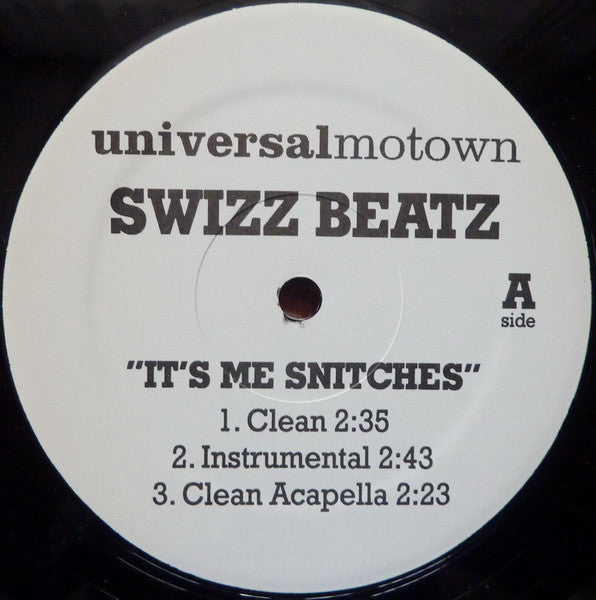 universalmotown
SWIZZ BEATZ
A
side
"IT'S ME SNITCHES"
1. Clean 2:35
2. Instrumental 2:43
3. Clean Acapella 2:23